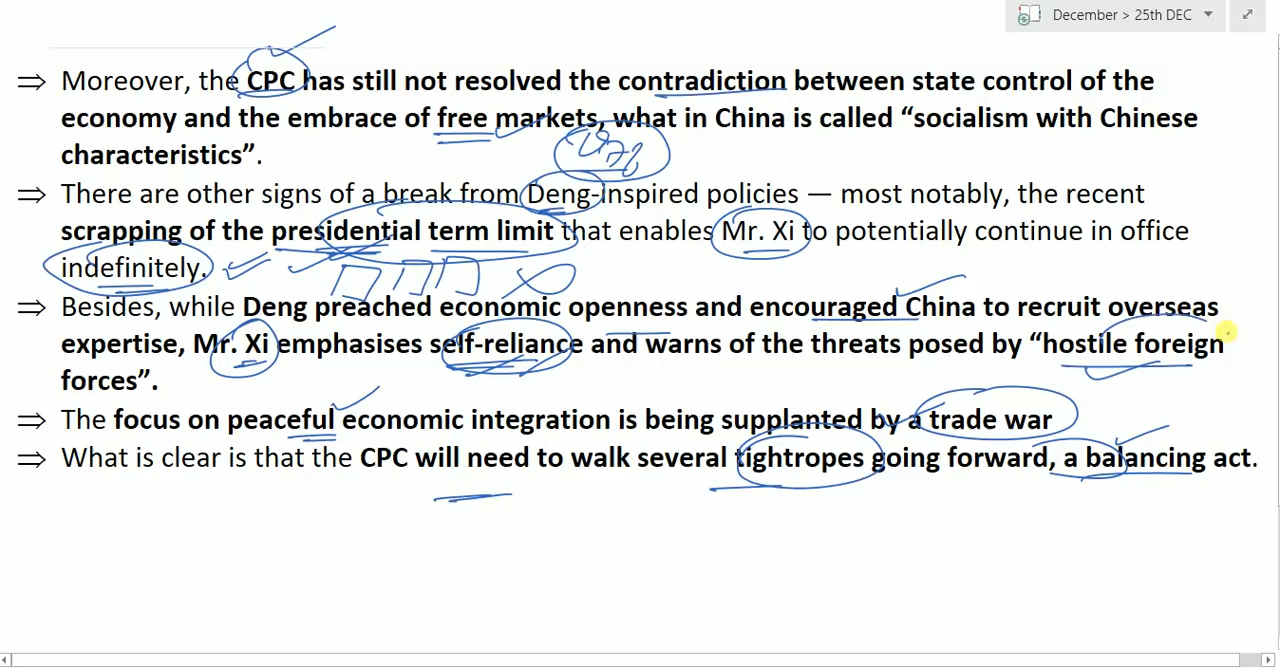 December > 25th DEC
⇒ Moreover, the CPC has still not resolved the contradiction between state control of the
economy and the embrace of free markets, what in China is called “socialism with Chinese
characteristics”.
⇒ There are other signs of a break from Deng-inspired policies — most notably, the recent
scrapping of the presidential term limit that enables Mr. Xi to potentially continue in office
indefinitely.
⇒ Besides, while Deng preached economic openness and encouraged China to recruit overseas
expertise, Mr. Xi emphasises self-reliance and warns of the threats posed by “hostile foreign
forces”.
⇒ The focus on peaceful economic integration is being supplanted by a trade war
⇒ What is clear is that the CPC will need to walk several tightropes going forward, a balancing act.